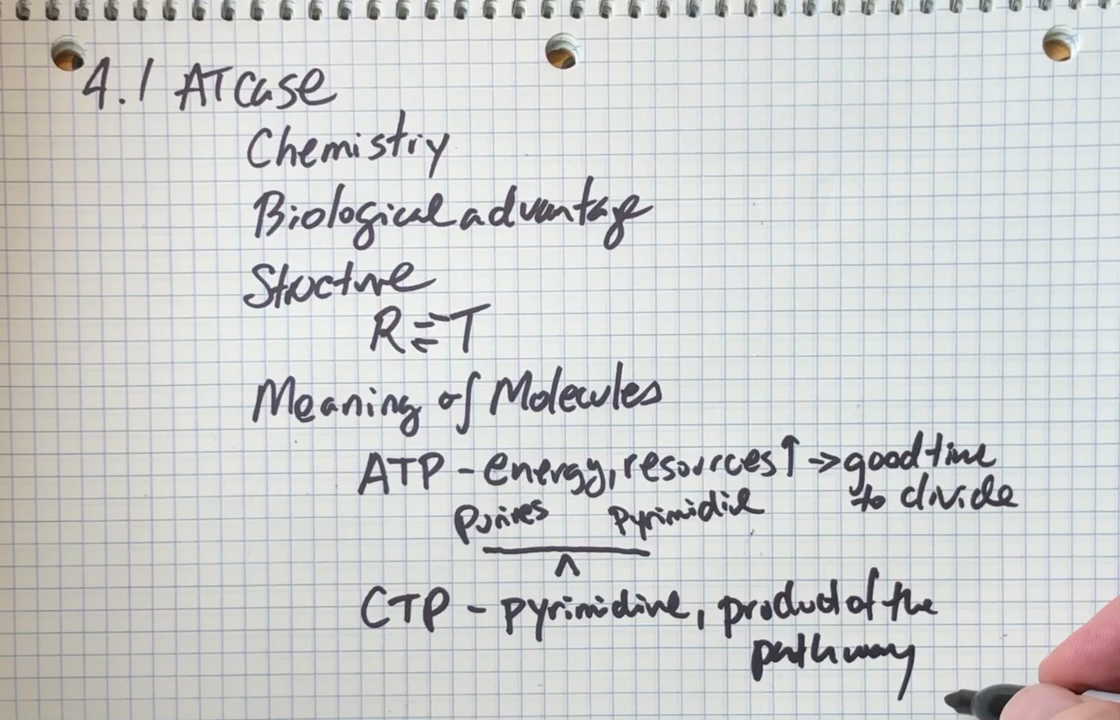 4.1 ATCase
Chemistry
Biological advantage
Structure
R ⇌ T
Meaning of Molecules
ATP - energy, resources ↑ → good time
to divide
Purines Pyrimidine
^
CTP - pyrimidine, product of the
pathway